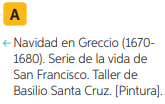 A
← Navidad en Greccio (1670-
1680). Serie de la vida de
San Francisco. Taller de
Basilio Santa Cruz. [Pintura].